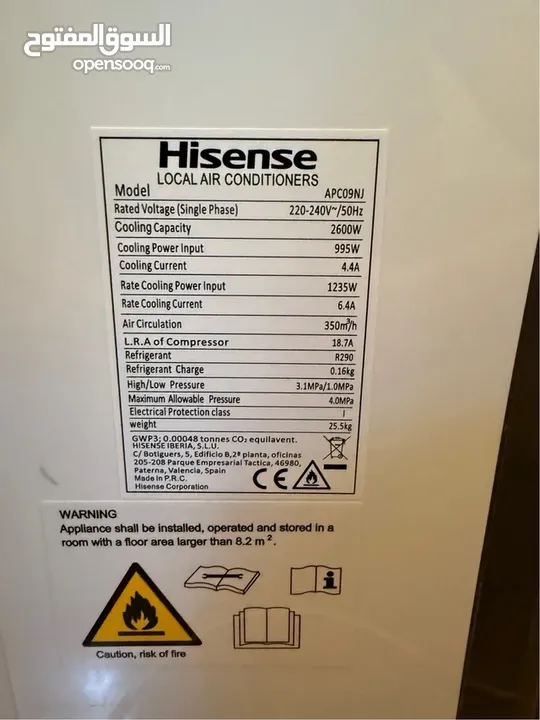 السوق المفتوح
opensooq.com
Hisense
LOCAL AIR CONDITIONERS
Model APC09NJ
Rated Voltage (Single Phase) 220-240V~/50Hz
Cooling Capacity 2600W
Cooling Power Input 995W
Cooling Current 4.4A
Rate Cooling Power Input 1235W
Rate Cooling Current 6.4A
Air Circulation 350m³/h
L.R.A of Compressor 18.7A
Refrigerant R290
Refrigerant Charge 0.16kg
High/Low Pressure 3.1MPa/1.0MPa
Maximum Allowable Pressure 4.0MPa
Electrical Protection class I
weight 25.5kg
GWP3; 0.00048 tonnes CO₂ equilavent.
HISENSE IBERIA, S.L.U.
C/ Botiguers, 5, Edificio B,2ª planta, oficinas
205-208 Parque Empresarial Tactica, 46980,
Paterna, Valencia, Spain
Made in P.R.C.
Hisense Corporation
CE
WARNING
Appliance shall be installed, operated and stored in a
room with a floor area larger than 8.2 m².
Caution, risk of fire